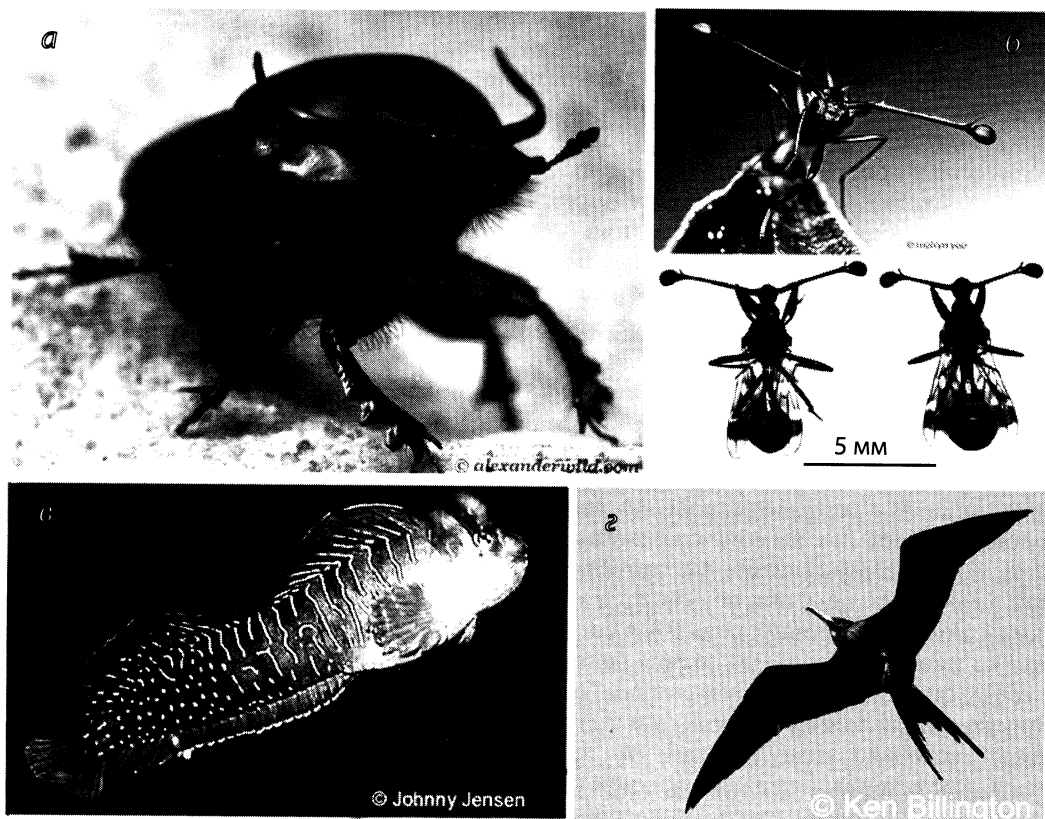 а
б
© alexanderwild.com
5 мм
в
© Johnny Jensen
г
© Ken Billington